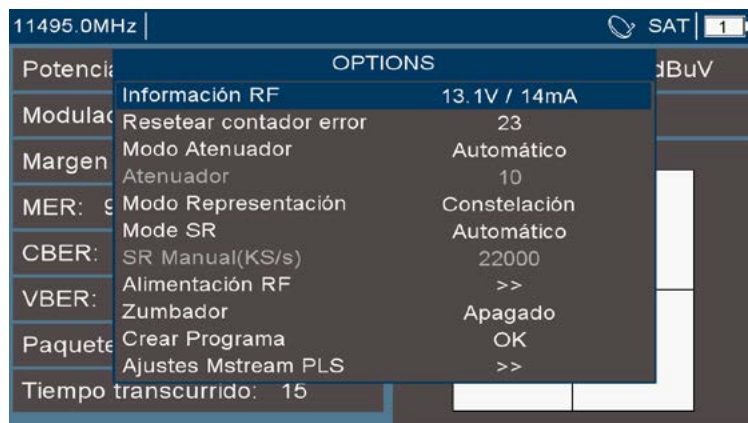 11495.0MHz SAT 1
OPTIONS
Potencia dBuV
Información RF 13.1V / 14mA
Resetear contador error 23
Modulac
Modo Atenuador Automático
Margen
Atenuador 10
MER: 9 Modo Representación Constelación
Mode SR Automático
CBER: SR Manual(KS/s) 22000
Alimentación RF >>
VBER:
Zumbador Apagado
Paquete Crear Programa OK
Ajustes Mstream PLS >>
Tiempo transcurrido: 15